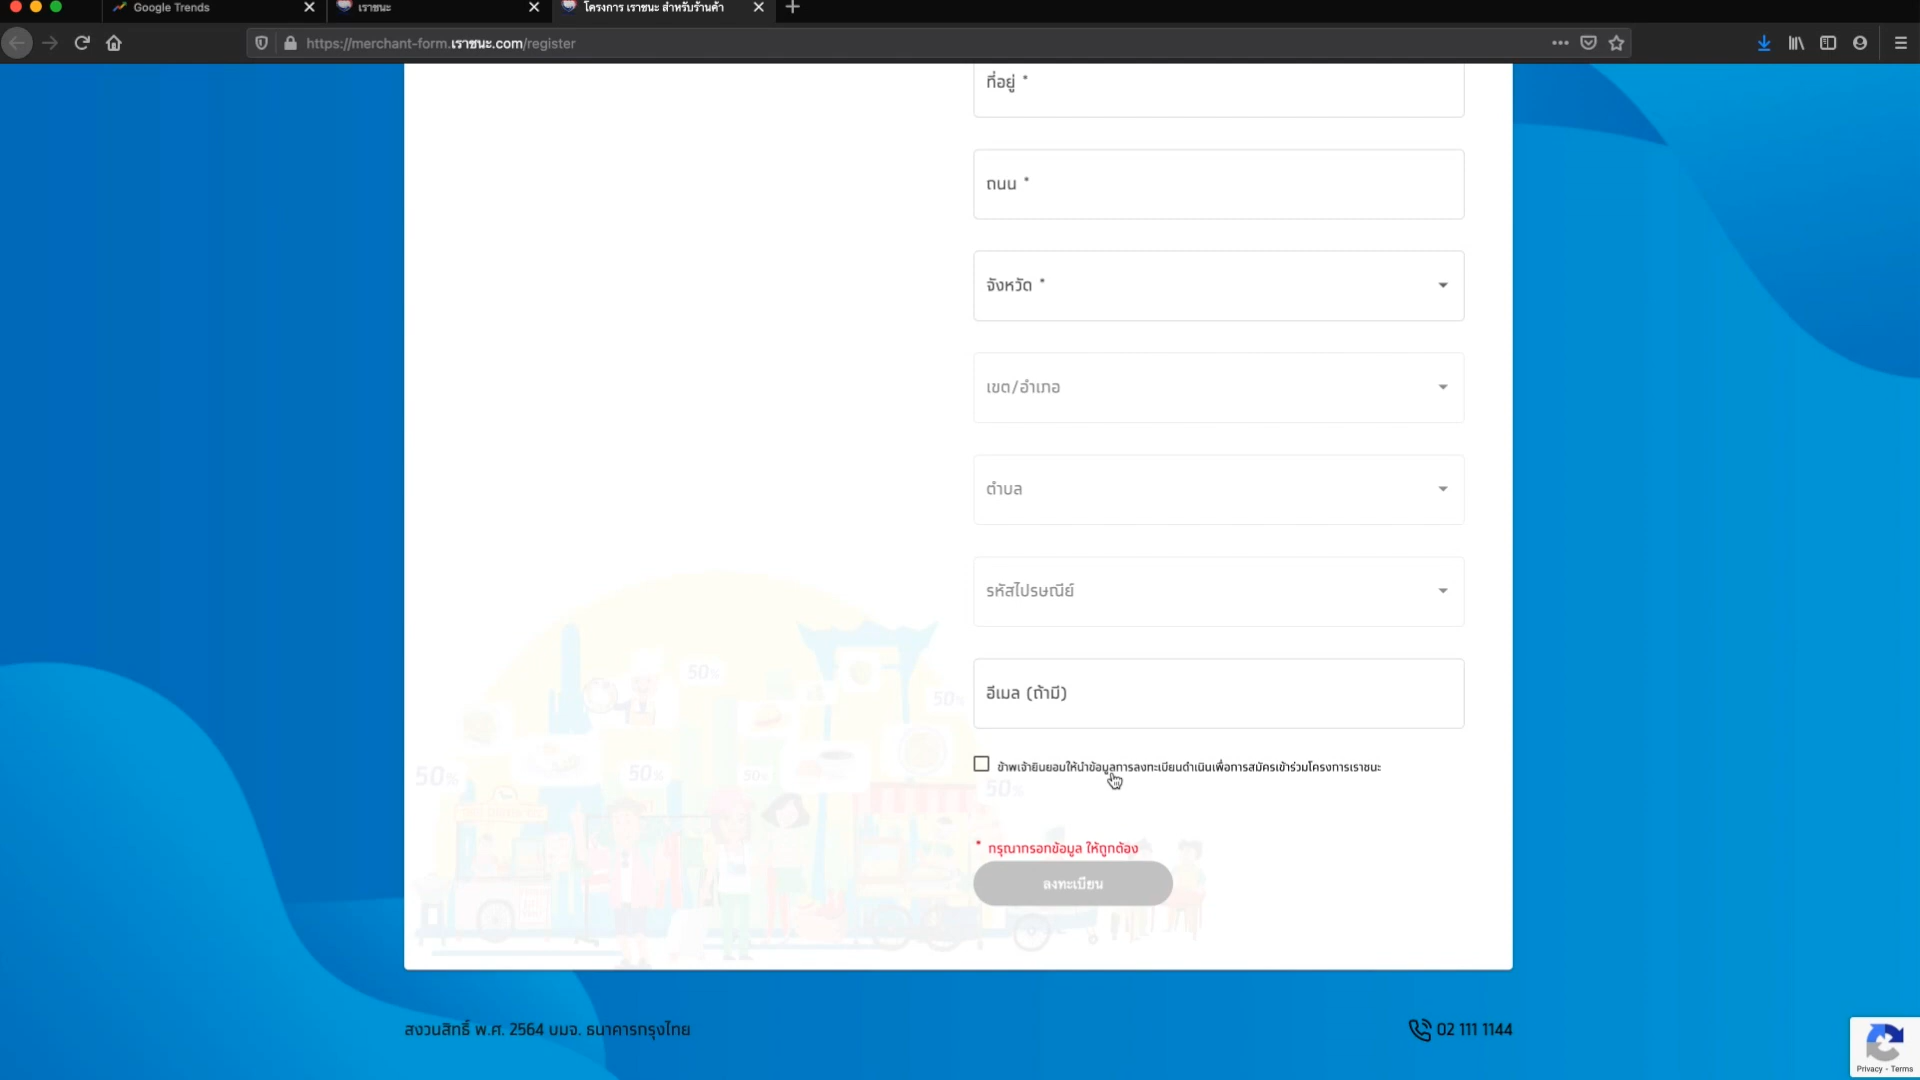 Google Trends
เราชนะ
โครงการ เราชนะ สำหรับร้านค้า
https://merchant-form.เราชนะ.com/register
ที่อยู่ *
ถนน *
จังหวัด *
เขต/อำเภอ
ตำบล
รหัสไปรษณีย์
อีเมล (ถ้ามี)
50%
50%
50%
50%
50%
50%
ข้าพเจ้ายินยอมให้นำข้อมูลการลงทะเบียนดำเนินเพื่อการสมัครเข้าร่วมโครงการเราชนะ
* กรุณากรอกข้อมูล ให้ถูกต้อง
ลงทะเบียน
สงวนสิทธิ์ พ.ศ. 2564 บมจ. ธนาคารกรุงไทย
02 111 1144
Privacy - Terms